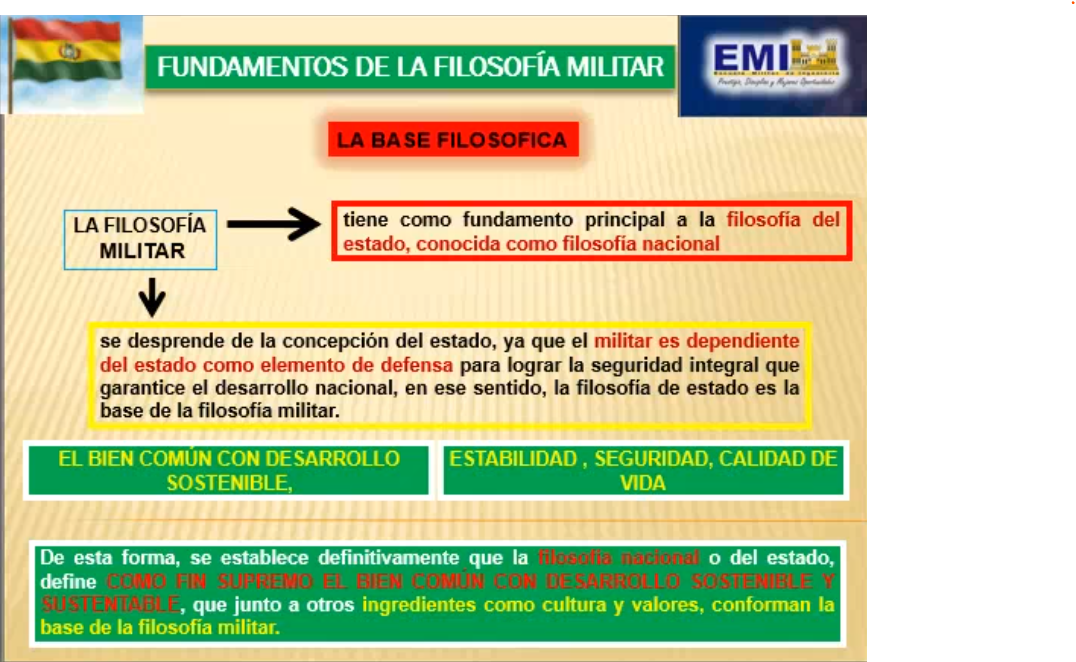 FUNDAMENTOS DE LA FILOSOFÍA MILITAR
EMI
Escuela Militar de Ingeniería
Prestigio, Disciplina y Mejores Oportunidades
LA BASE FILOSOFICA
LA FILOSOFÍA
MILITAR
tiene como fundamento principal a la filosofía del
estado, conocida como filosofía nacional
se desprende de la concepción del estado, ya que el militar es dependiente
del estado como elemento de defensa para lograr la seguridad integral que
garantice el desarrollo nacional, en ese sentido, la filosofía de estado es la
base de la filosofía militar.
EL BIEN COMÚN CON DESARROLLO
SOSTENIBLE,
ESTABILIDAD , SEGURIDAD, CALIDAD DE
VIDA
De esta forma, se establece definitivamente que la filosofía nacional o del estado,
define COMO FIN SUPREMO EL BIEN COMÚN CON DESARROLLO SOSTENIBLE Y
SUSTENTABLE, que junto a otros ingredientes como cultura y valores, conforman la
base de la filosofía militar.